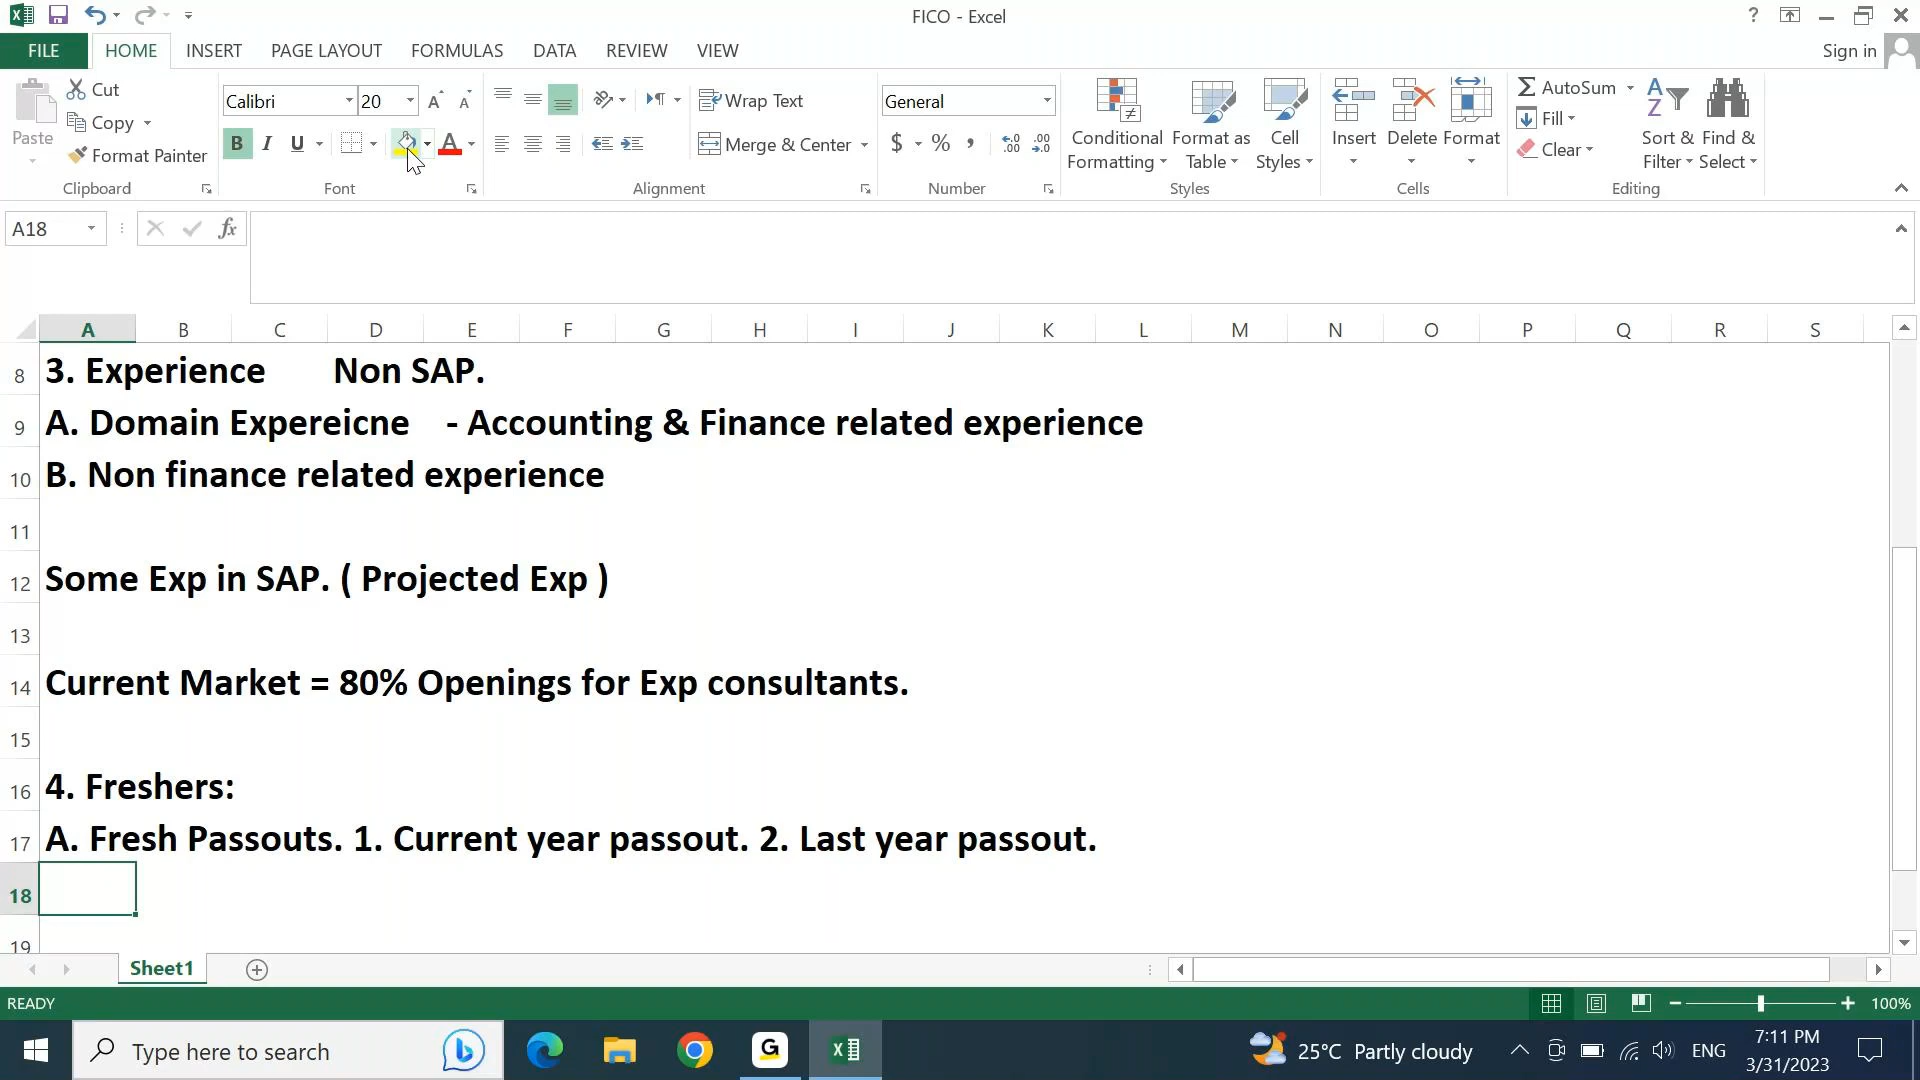 FICO - Excel
?
FILE HOME INSERT PAGE LAYOUT FORMULAS DATA REVIEW VIEW
Sign in
Paste
Cut
Copy
Format Painter
Clipboard
Calibri
20
B I U
Font
Wrap Text
Merge & Center
Alignment
General
$ % ,
Number
Conditional Formatting
Format as Table
Cell Styles
Styles
Insert Delete Format
Cells
AutoSum
Fill
Clear
Sort & Filter
Find & Select
Editing
A18
fx
A B C D E F G H I J K L M N O P Q R S
8 3. Experience Non SAP.
9 A. Domain Expereicne - Accounting & Finance related experience
10 B. Non finance related experience
11
12 Some Exp in SAP. ( Projected Exp )
13
14 Current Market = 80% Openings for Exp consultants.
15
16 4. Freshers:
17 A. Fresh Passouts. 1. Current year passout. 2. Last year passout.
18
19
Sheet1
READY
100%
Type here to search
25°C Partly cloudy
ENG
7:11 PM
3/31/2023